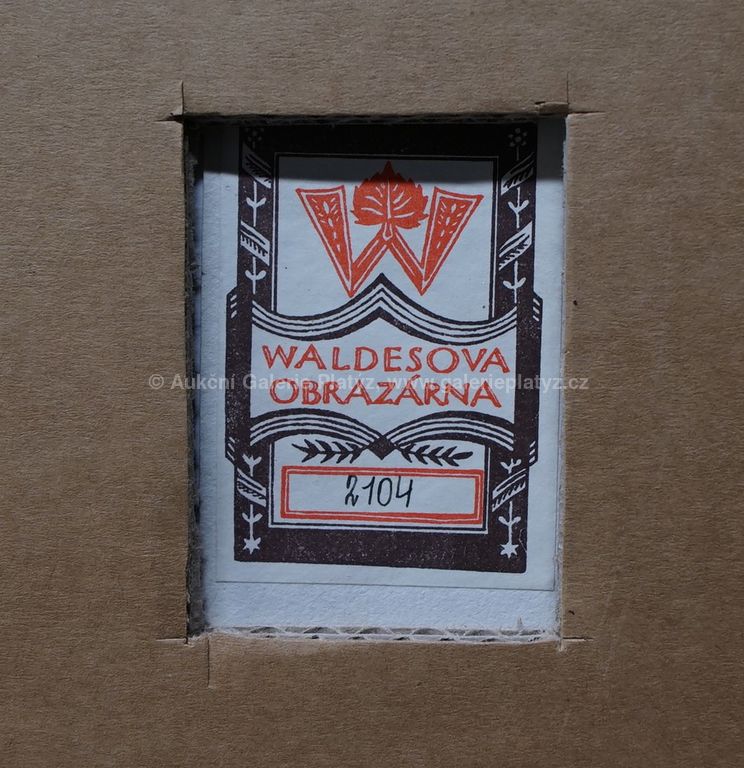 W
WALDESOVA
© Aukční Galerie Platýz, www.galerieplatyz.cz
OBRAZÁRNA
2104